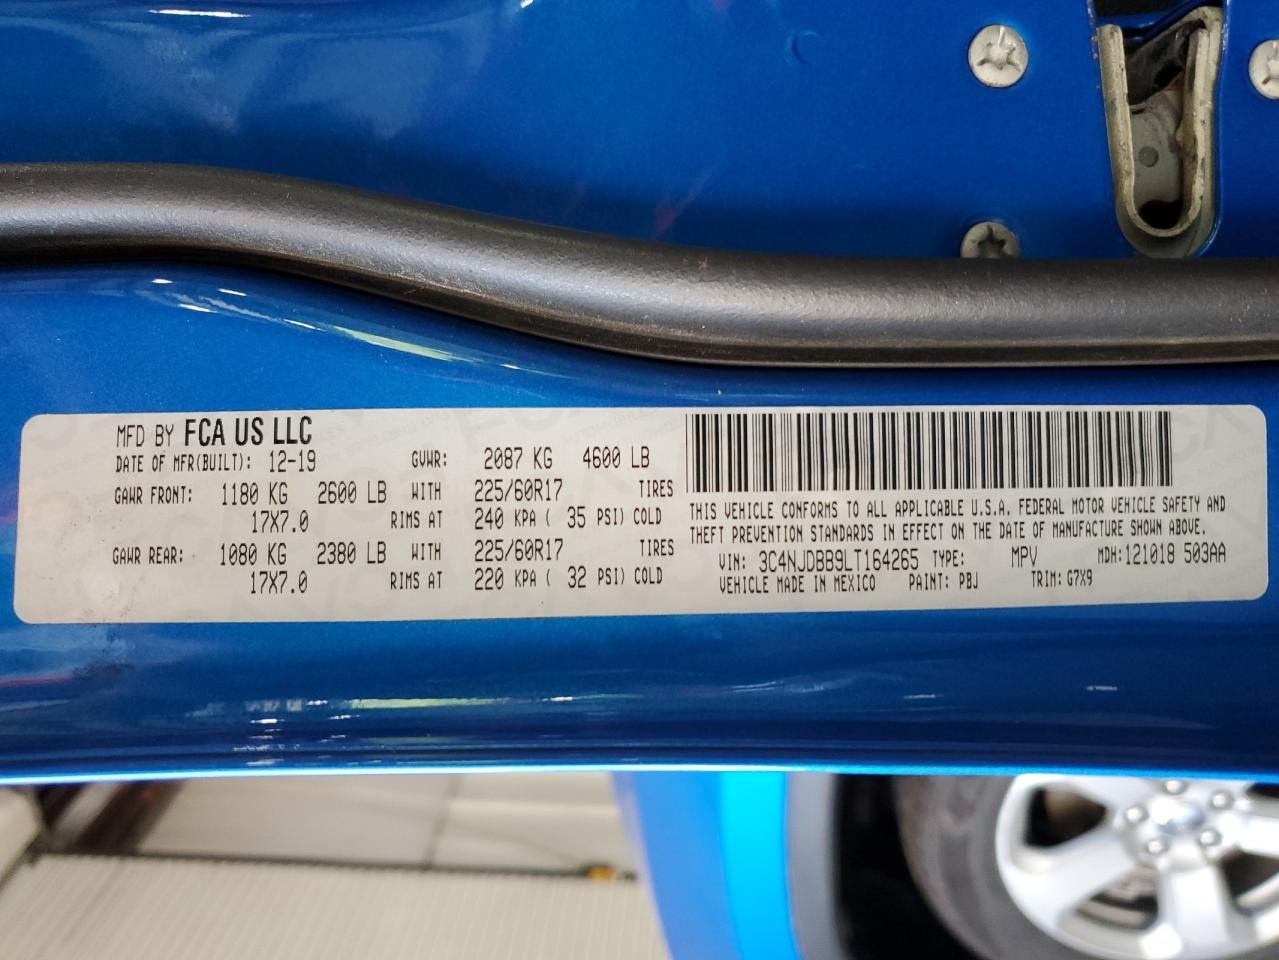 MFD BY FCA US LLC
DATE OF MFR(BUILT): 12-19 GVWR: 2087 KG 4600 LB
GAWR FRONT: 1180 KG 2600 LB WITH 225/60R17 TIRES
17X7.0 RIMS AT 240 KPA ( 35 PSI) COLD
GAWR REAR: 1080 KG 2380 LB WITH 225/60R17 TIRES
17X7.0 RIMS AT 220 KPA ( 32 PSI) COLD
THIS VEHICLE CONFORMS TO ALL APPLICABLE U.S.A. FEDERAL MOTOR VEHICLE SAFETY AND
THEFT PREVENTION STANDARDS IN EFFECT ON THE DATE OF MANUFACTURE SHOWN ABOVE.
VIN: 3C4NJDBB9LT164265 TYPE: MPV MDH:121018 503AA
VEHICLE MADE IN MEXICO PAINT: PBJ TRIM: G7X9